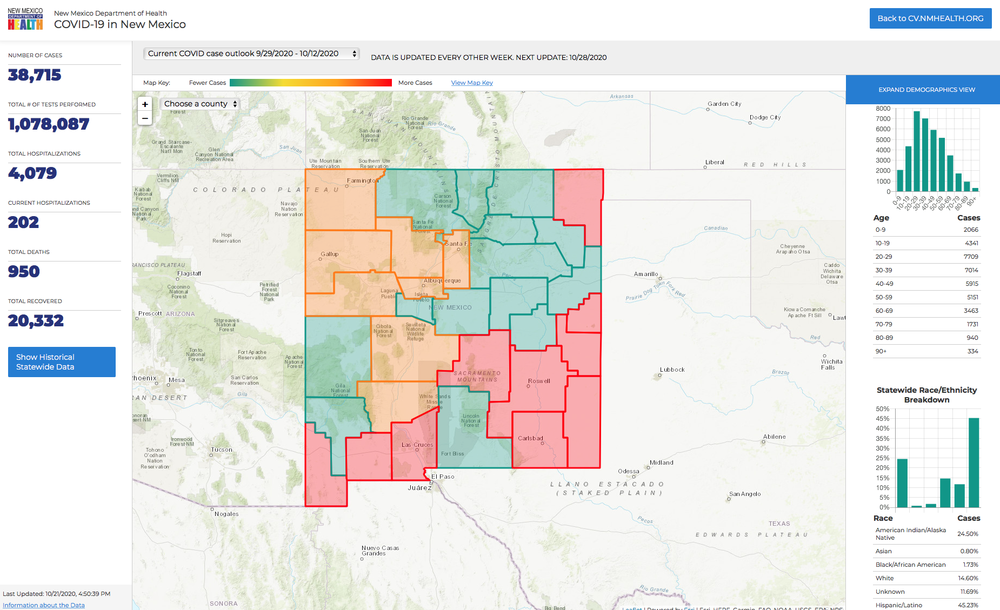 NEW MEXICO
DEPARTMENT OF
HEALTH
New Mexico Department of Health
COVID-19 in New Mexico
Back to CV.NMHEALTH.ORG
NUMBER OF CASES
38,715
TOTAL # OF TESTS PERFORMED
1,078,087
TOTAL HOSPITALIZATIONS
4,079
CURRENT HOSPITALIZATIONS
202
TOTAL DEATHS
950
TOTAL RECOVERED
20,332
Show Historical
Statewide Data
Last Updated: 10/21/2020, 4:50:39 PM
Information about the Data
Current COVID case outlook 9/29/2020 - 10/12/2020
DATA IS UPDATED EVERY OTHER WEEK. NEXT UPDATE: 10/28/2020
Map Key:
Fewer Cases
More Cases
View Map Key
+
−
Choose a county
Forest
Arkansas
Garden City
Dodge City
SAN JUAN MOUNTAINS
Rio Grande
National
Forest
Rio Grande
San Juan
National
Forest
Grand Staircase-
Escalante
Nat'l Mon
Glen
Canyon National
Recreation Area
San Juan
Ute Mountain
Reservation
Southern Ute
Reservation
SANGRE DE CRISTO MOUNTAINS
Liberal
RED HILLS
Vermilion
Cliffs NM
Farmington
COLORADO PLATEAU
Kaibab
National
Forest
Carson
National
Forest
nd Canyon
National
Park
Navajo
Nation
Reservation
Santa Fe
National
Forest
Canadian
Hopi
Reservation
Santa Fe
Cheyenne
Arapaho Otsa
Gallup
RANCISCO PLATEAU
Caddo
Wichita
Delaware
Otsa
Flagstaff
Pecos
Amarillo
Albuquerque
Coconino
National
Forest
Petrified
Forest
National
Park
Laguna
Pueblo
Isleta
Pueblo
Prairie Dog Town Fork Red
NEW MEXICO
Kiowa Comanche
Apache Ft Sill
Lawt
Prescott
ARIZONA
Sitgreaves
National
Forest
Cibola
National
Forest
Sevilleta
National
Wildlife
Refuge
Red
Tonto
National
Forest
Fort Apache
Reservation
Apache
National
Forest
Wichita
Falls
Lubbock
Brazos
hoenix
Mesa
San Carlos
Reservation
SACRAMENTO
MOUNTAINS
Roswell
Gila
National
Forest
Gila
RAN DESERT
White Sands
Missile
Range
onoran
sert NM
Lincoln
National
Forest
Ironwood
Forest NM
Carlsbad
Abilene
Las Cruces
Tucson
Tohono
O'odham
Nation
Reservation
Fort Bliss
Midland
Odessa
El Paso
Juárez
LLANO ESTACADO
(STAKED PLAIN)
San Angelo
Nogales
Pecos
TEXAS
EDWARDS PLATEAU
Nuevo Casas
Grandes
Rio Grande
SONORA
Big Bend
Leaflet | Powered by Esri | Esri, HERE, Garmin, FAO, NOAA, USGS, EPA, NPS
EXPAND DEMOGRAPHICS VIEW
8000
7000
6000
5000
4000
3000
2000
1000
0
0-9
10-19
20-29
30-39
40-49
50-59
60-69
70-79
80-89
90+
Age Cases
0-9 2066
10-19 4341
20-29 7709
30-39 7014
40-49 5915
50-59 5151
60-69 3463
70-79 1731
80-89 940
90+ 334
Statewide Race/Ethnicity
Breakdown
50%
45%
40%
35%
30%
25%
20%
15%
10%
5%
0%
Race Cases
American Indian/Alaska
Native 24.50%
Asian 0.80%
Black/African American 1.73%
White 14.60%
Unknown 11.69%
Hispanic/Latino 45.23%